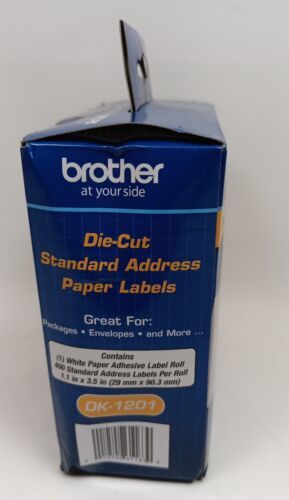 brother
at your side
Die-Cut
Standard Address
Paper Labels
Great For:
Packages • Envelopes • and More ...
Contains
(1) White Paper Adhesive Label Roll
400 Standard Address Labels Per Roll
1.1 in x 3.5 in (29 mm x 90.3 mm)
DK-1201